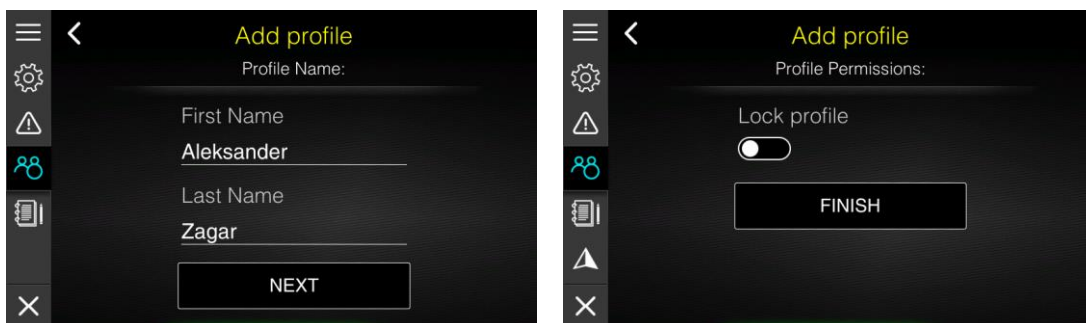 Add profile
Profile Name:
First Name
Aleksander
Last Name
Zagar
NEXT
Add profile
Profile Permissions:
Lock profile
FINISH